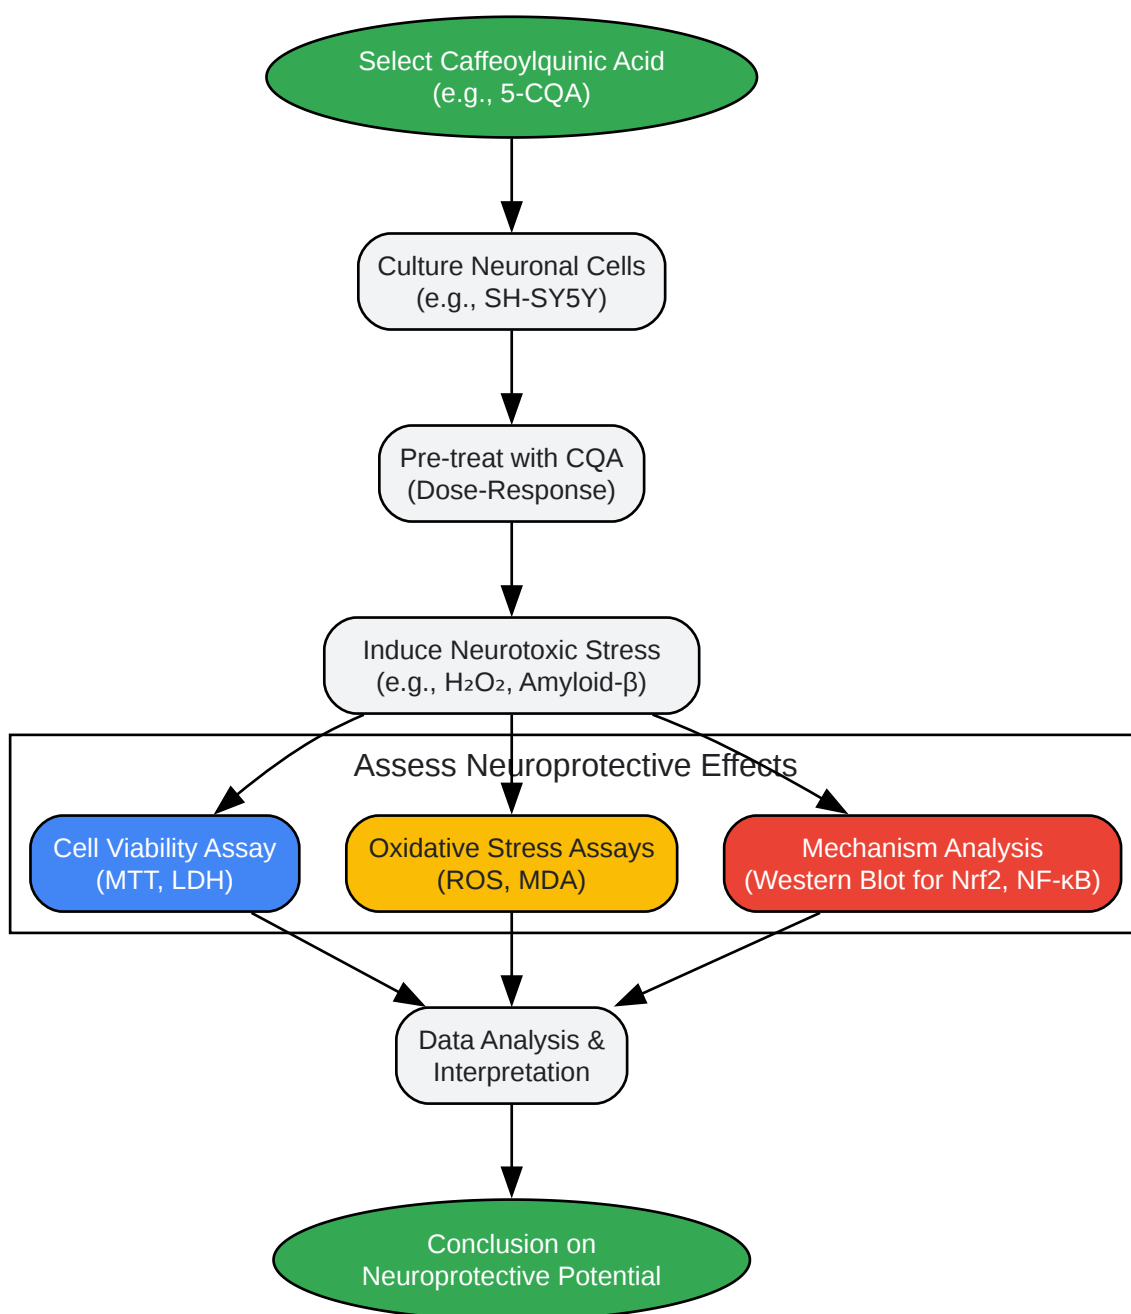 Select Caffeoylquinic Acid
(e.g., 5-CQA)
Culture Neuronal Cells
(e.g., SH-SY5Y)
Pre-treat with CQA
(Dose-Response)
Induce Neurotoxic Stress
(e.g., H₂O₂, Amyloid-β)
Assess Neuroprotective Effects
Cell Viability Assay
(MTT, LDH)
Oxidative Stress Assays
(ROS, MDA)
Mechanism Analysis
(Western Blot for Nrf2, NF-κB)
Data Analysis &
Interpretation
Conclusion on
Neuroprotective Potential